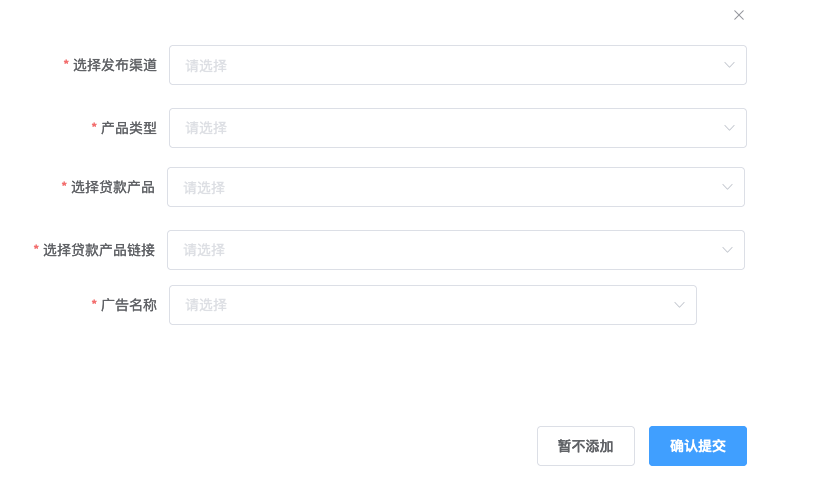 * 选择发布渠道 请选择
* 产品类型 请选择
* 选择贷款产品 请选择
* 选择贷款产品链接 请选择
* 广告名称 请选择
暂不添加 确认提交